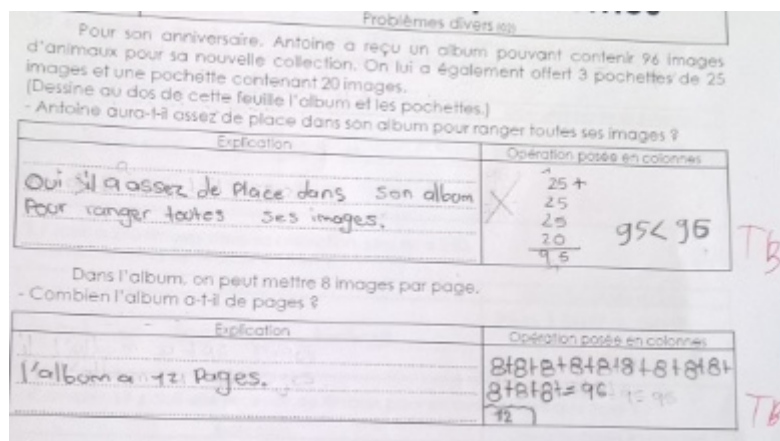 Problèmes divers
Pour son anniversaire, Antoine a reçu un album pouvant contenir 96 images
d'animaux pour sa nouvelle collection. On lui a également offert 3 pochettes de 25
images et une pochette contenant 20 images.
(Dessine au dos de cette feuille l'album et les pochettes.)
- Antoine aura-t-il assez de place dans son album pour ranger toutes ses images ?
Explication
Opération posée en colonnes
Oui il a assez de place dans son albom
Pour ranger toutes ses images.
1
25 +
25
25
20
95
95 < 96
TB
Dans l'album, on peut mettre 8 images par page.
- Combien l'album a-t-il de pages ?
Explication
Opération posée en colonnes
l'album a 12 pages.
8+8+8+8+8+8+8+8+8+
8+8+8+= 96
12
TB